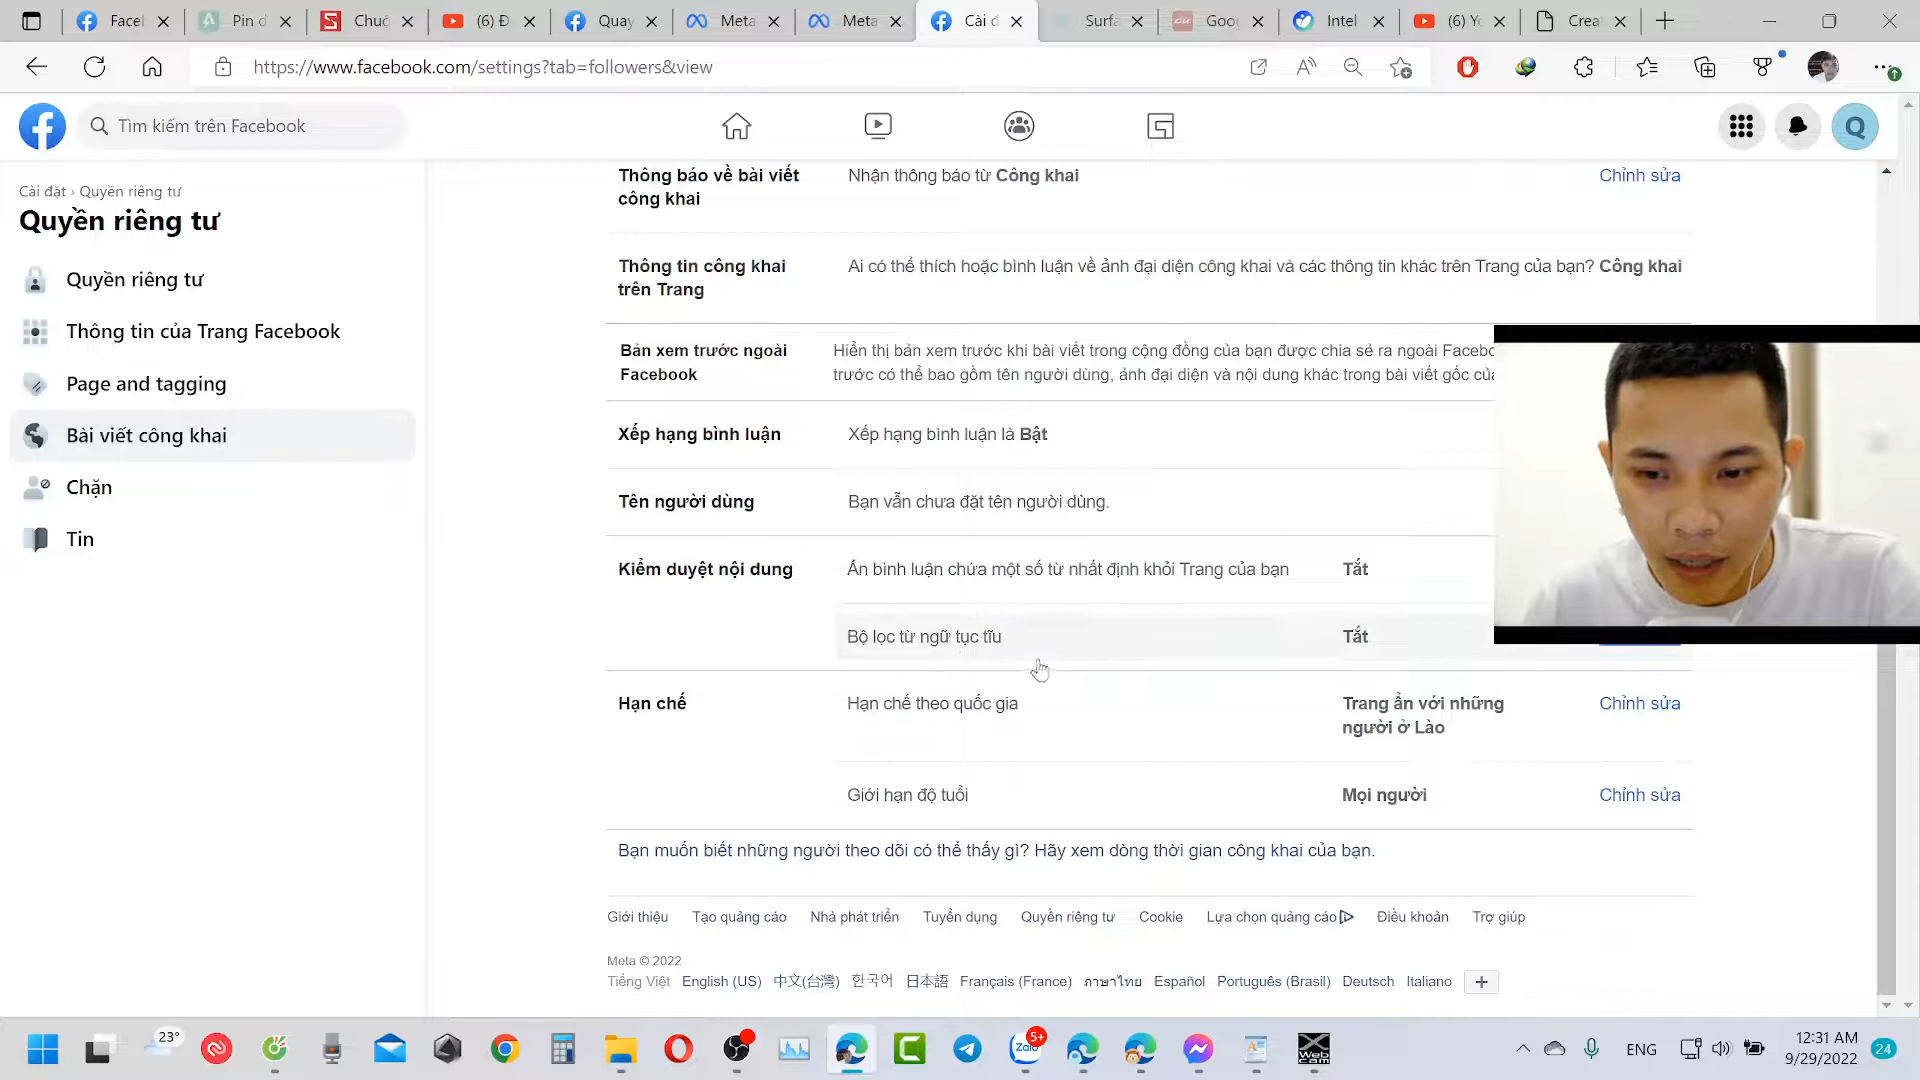 Facel
Pin d
Chuộ
(6) Đ
Quay
Meta
Meta
Cài đ
Surfa
Goog
Intel
(6) Yo
Crea
https://www.facebook.com/settings?tab=followers&view
Tìm kiếm trên Facebook
Q
Cài đặt › Quyền riêng tư
Quyền riêng tư
Quyền riêng tư
Thông tin của Trang Facebook
Page and tagging
Bài viết công khai
Chặn
Tin
Thông báo về bài viết
công khai
Nhận thông báo từ Công khai
Chỉnh sửa
Thông tin công khai
trên Trang
Ai có thể thích hoặc bình luận về ảnh đại diện công khai và các thông tin khác trên Trang của bạn? Công khai
Bản xem trước ngoài
Facebook
Hiển thị bản xem trước khi bài viết trong cộng đồng của bạn được chia sẻ ra ngoài Facebo
trước có thể bao gồm tên người dùng, ảnh đại diện và nội dung khác trong bài viết gốc củ
Xếp hạng bình luận
Xếp hạng bình luận là Bật
Tên người dùng
Bạn vẫn chưa đặt tên người dùng.
Kiểm duyệt nội dung
Ẩn bình luận chứa một số từ nhất định khỏi Trang của bạn
Tắt
Bộ lọc từ ngữ tục tĩu
Tắt
Hạn chế
Hạn chế theo quốc gia
Trang ẩn với những
người ở Lào
Chỉnh sửa
Giới hạn độ tuổi
Mọi người
Chỉnh sửa
Bạn muốn biết những người theo dõi có thể thấy gì? Hãy xem dòng thời gian công khai của bạn.
Giới thiệu Tạo quảng cáo Nhà phát triển Tuyển dụng Quyền riêng tư Cookie Lựa chọn quảng cáo Điều khoản Trợ giúp
Meta © 2022
Tiếng Việt English (US) 中文(台灣) 한국어 日本語 Français (France) ภาษาไทย Español Português (Brasil) Deutsch Italiano
23°
Zalo
5+
Web
cam
ENG
12:31 AM
9/29/2022
24